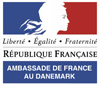 Liberté • Égalité • Fraternité
RÉPUBLIQUE FRANÇAISE
AMBASSADE DE FRANCE
AU DANEMARK